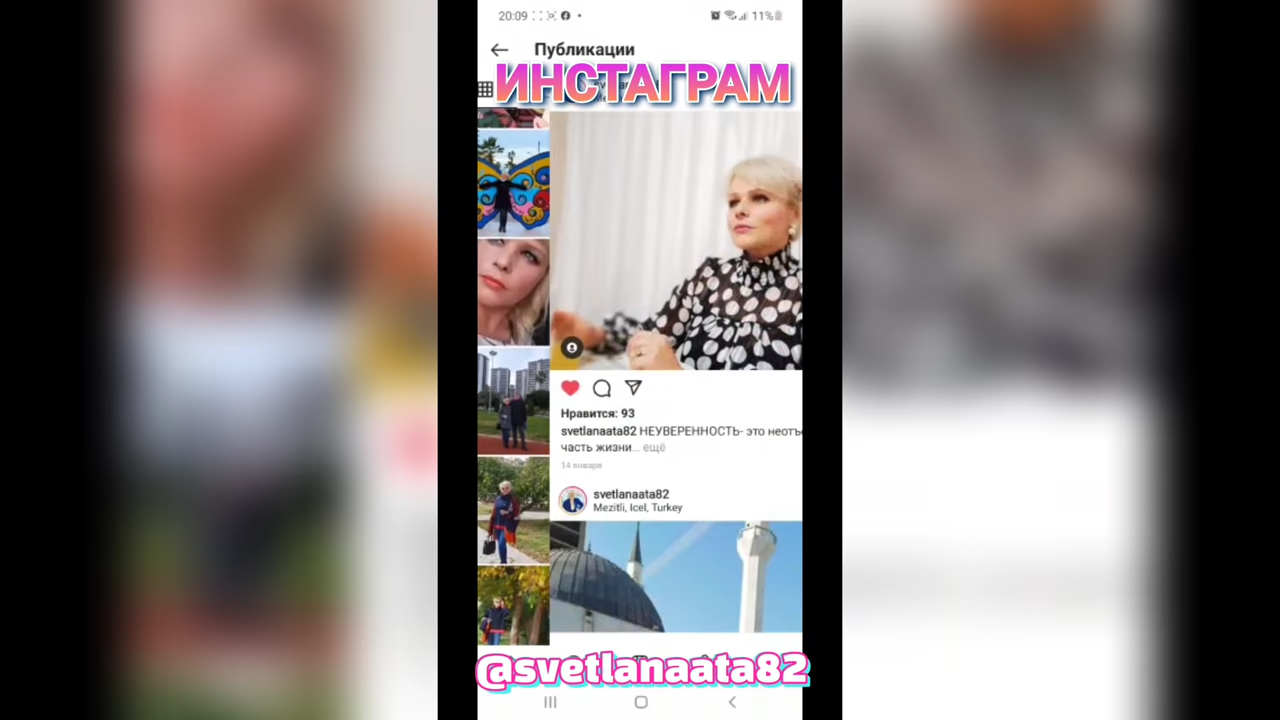 20:09
11%
Публикации
ИНСТАГРАМ
Нравится: 93
svetlanaata82 НЕУВЕРЕННОСТЬ- это неотъ
часть жизни... ещё
14 января
svetlanaata82
Mezitli, Icel, Turkey
@svetlanaata82